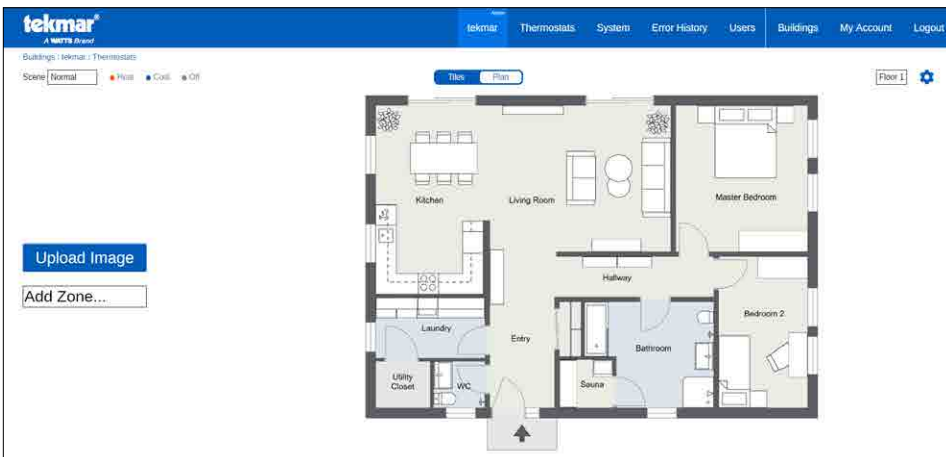 tekmar®
A WATTS Brand
tekmar Thermostats System Error History Users Buildings My Account Logout
Buildings : tekmar : Thermostats
Scene Normal Heat Cool Off
Tiles Plan
Floor 1
Kitchen
Living Room
Master Bedroom
Upload Image
Add Zone...
Hallway
Bedroom 2
Laundry
Entry
Bathroom
Utility
Closet
WC
Sauna